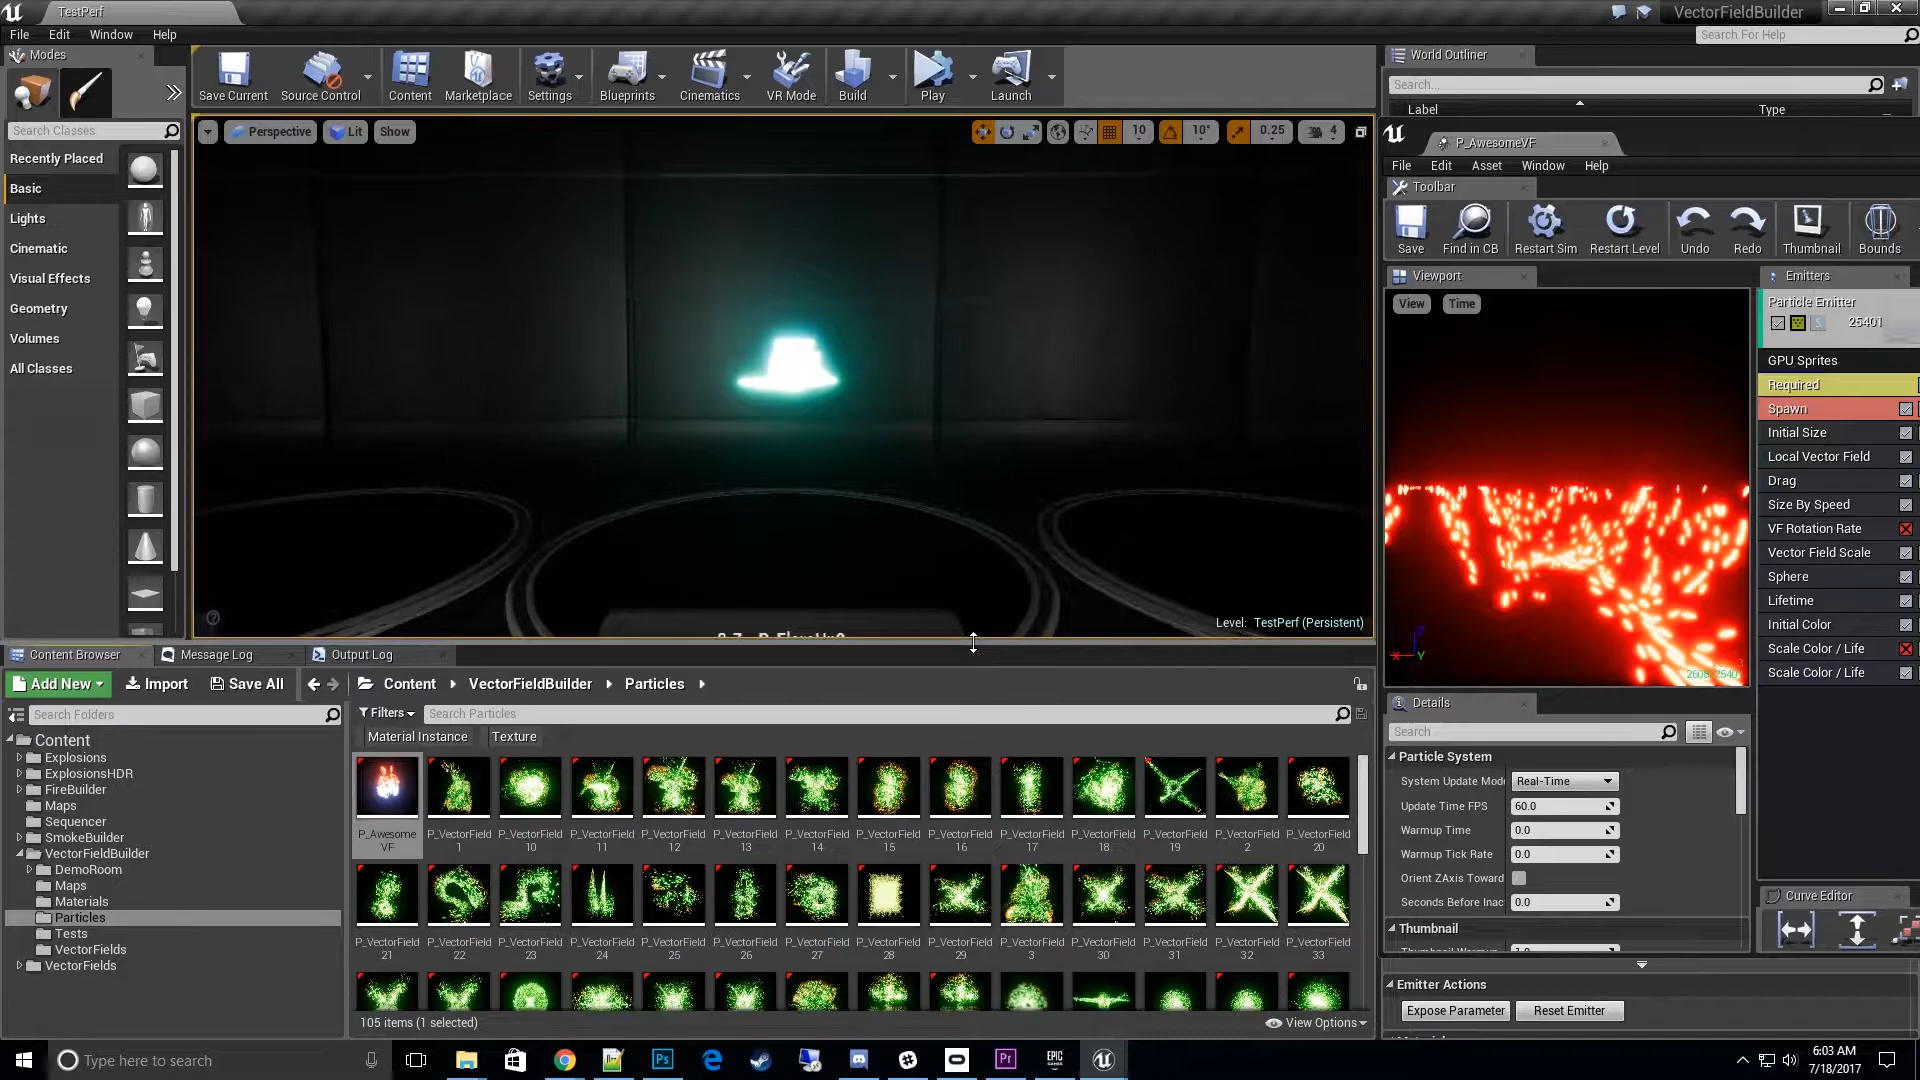 TestPerf
VectorFieldBuilder
File Edit Window Help
Search For Help
Modes
Save Current
Source Control
Content
Marketplace
Settings
Blueprints
Cinematics
VR Mode
Build
Play
Launch
World Outliner
Search...
Label Type
Search Classes
Recently Placed
Basic
Lights
Cinematic
Visual Effects
Geometry
Volumes
All Classes
Perspective Lit Show
10 10° 0.25 4
Level: TestPerf (Persistent)
P_AwesomeVF
File Edit Asset Window Help
Toolbar
Save
Find in CB
Restart Sim
Restart Level
Undo
Redo
Thumbnail
Bounds
Viewport
View Time
Emitters
Particle Emitter
25401
GPU Sprites
Required
Spawn
Initial Size
Local Vector Field
Drag
Size By Speed
VF Rotation Rate
Vector Field Scale
Sphere
Lifetime
Initial Color
Scale Color / Life
Scale Color / Life
X Y
Details
Search
Particle System
System Update Mode Real-Time
Update Time FPS 60.0
Warmup Time 0.0
Warmup Tick Rate 0.0
Orient ZAxis Toward
Seconds Before Inac 0.0
Thumbnail
Curve Editor
Emitter Actions
Expose Parameter Reset Emitter
Content Browser Message Log Output Log
Add New Import Save All
Content VectorFieldBuilder Particles
Search Folders
Content
Explosions
ExplosionsHDR
FireBuilder
Maps
Sequencer
SmokeBuilder
VectorFieldBuilder
DemoRoom
Maps
Materials
Particles
Tests
VectorFields
VectorFields
Filters Search Particles
Material Instance Texture
P_Awesome VF
P_VectorField 1
P_VectorField 10
P_VectorField 11
P_VectorField 12
P_VectorField 13
P_VectorField 14
P_VectorField 15
P_VectorField 16
P_VectorField 17
P_VectorField 18
P_VectorField 19
P_VectorField 2
P_VectorField 20
P_VectorField 21
P_VectorField 22
P_VectorField 23
P_VectorField 24
P_VectorField 25
P_VectorField 26
P_VectorField 27
P_VectorField 28
P_VectorField 29
P_VectorField 3
P_VectorField 30
P_VectorField 31
P_VectorField 32
P_VectorField 33
105 items (1 selected)
View Options
Type here to search
Ps
Pr
EPIC GAMES
6:03 AM
7/18/2017